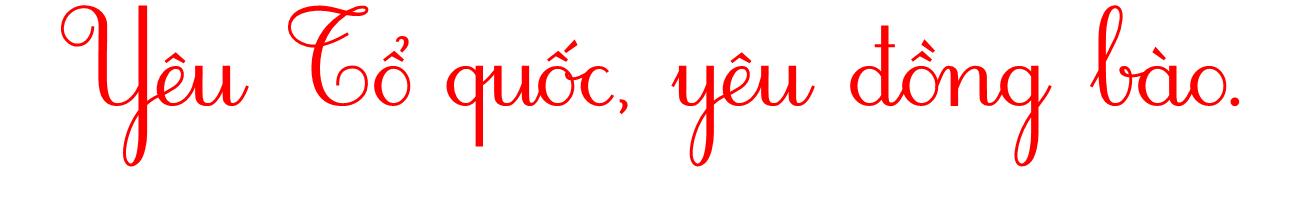 Yêu Tổ quốc, yêu đồng bào.